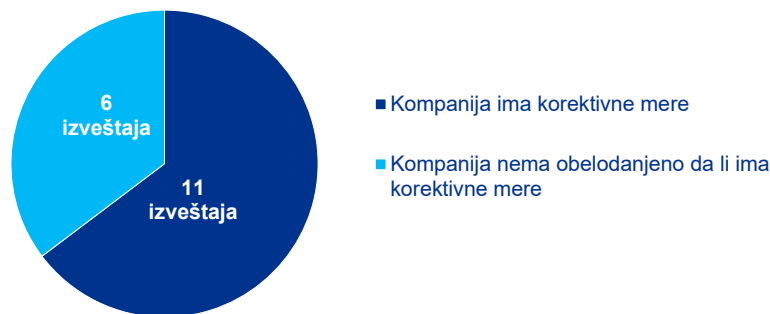 6
izveštaja
11
izveštaja
Kompanija ima korektivne mere
Kompanija nema obelodanjeno da li ima
korektivne mere